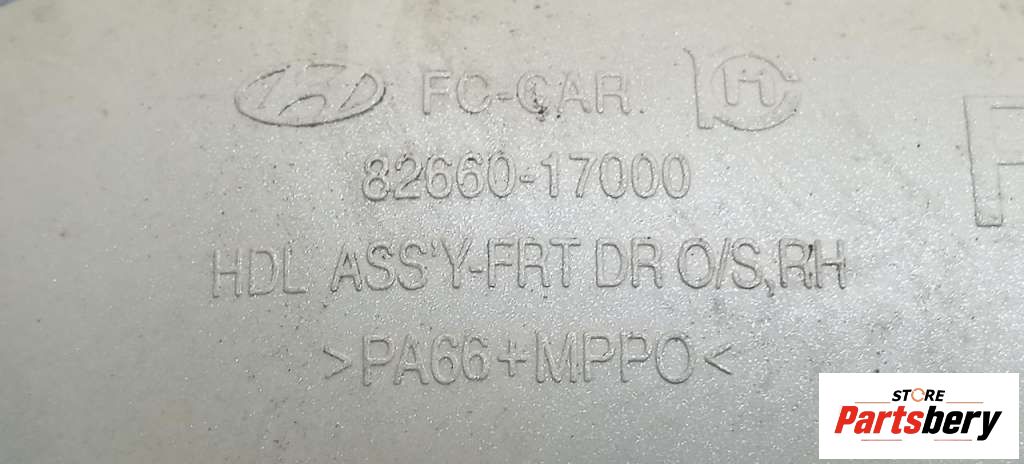 FC-CAR
82660-17000
HDL ASS'Y-FRT DR O/S,RH
>PA66+MPPO<
STORE
Partsbery